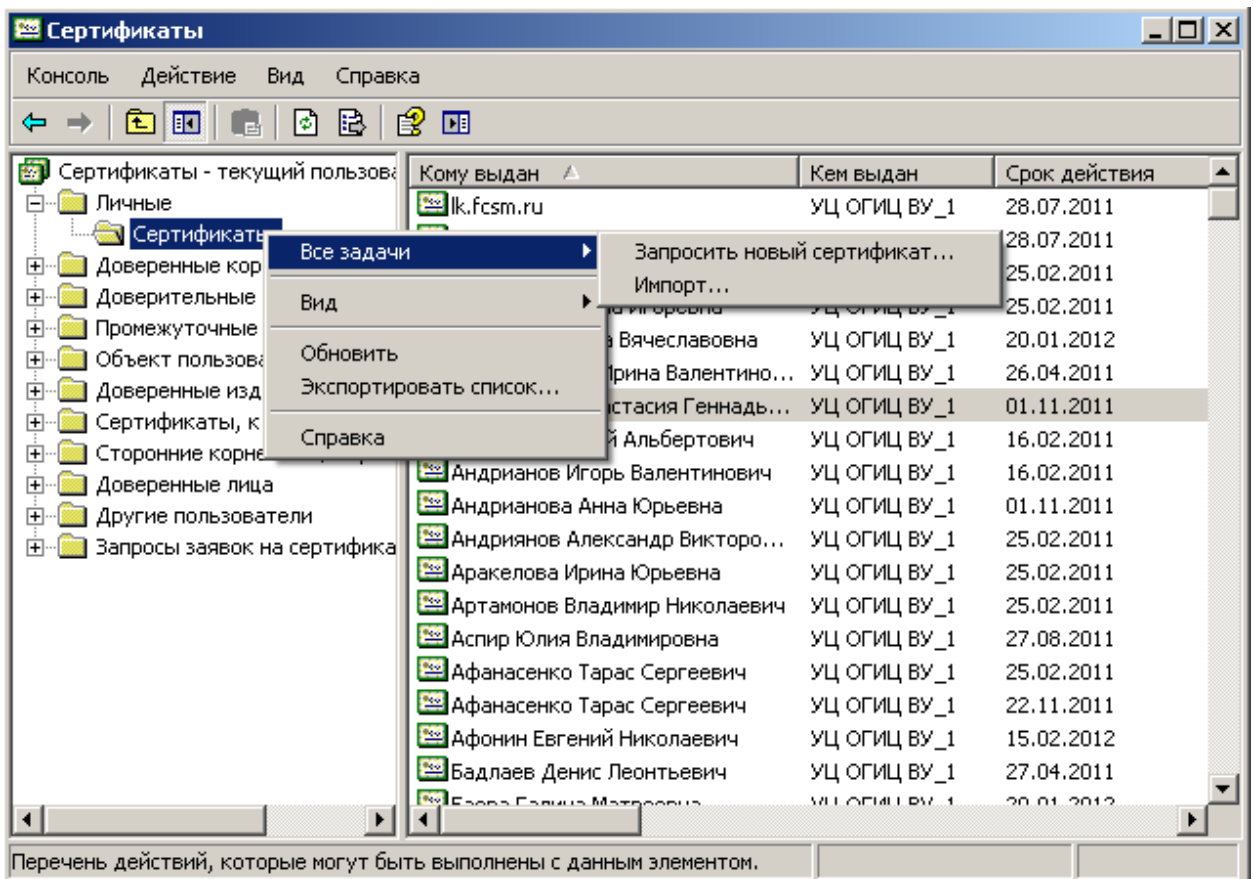 Сертификаты
Консоль Действие Вид Справка
Сертификаты - текущий
Кому выдан Кем выдан Срок действия
Личные
lk.fcsm.ru УЦ ОГИЦ ВУ_1 28.07.2011
Сертификаты
28.07.2011
Все задачи
Запросить новый сертификат...
Доверенные
25.02.2011
Импорт...
Доверительные
УЦ ОГИЦ ВУ_1 25.02.2011
Вид
Промежуточные
Вячеславовна УЦ ОГИЦ ВУ_1 20.01.2012
Обновить
Объект
Валентино... УЦ ОГИЦ ВУ_1 26.04.2011
Экспортировать список...
Доверенные
Геннадь... УЦ ОГИЦ ВУ_1 01.11.2011
Сертификаты, к
Справка
Альбертович УЦ ОГИЦ ВУ_1 16.02.2011
Сторонние
Андрианов Игорь Валентинович УЦ ОГИЦ ВУ_1 16.02.2011
Доверенные лица
Андрианова Анна Юрьевна УЦ ОГИЦ ВУ_1 01.11.2011
Другие пользователи
Андриянов Александр Викторо... УЦ ОГИЦ ВУ_1 25.02.2011
Запросы заявок на сертифика
Аракелова Ирина Юрьевна УЦ ОГИЦ ВУ_1 25.02.2011
Артамонов Владимир Николаевич УЦ ОГИЦ ВУ_1 25.02.2011
Аспир Юлия Владимировна УЦ ОГИЦ ВУ_1 27.08.2011
Афанасенко Тарас Сергеевич УЦ ОГИЦ ВУ_1 25.02.2011
Афанасенко Тарас Сергеевич УЦ ОГИЦ ВУ_1 22.11.2011
Афонин Евгений Николаевич УЦ ОГИЦ ВУ_1 15.02.2012
Бадлаев Денис Леонтьевич УЦ ОГИЦ ВУ_1 27.04.2011
Перечень действий, которые могут быть выполнены с данным элементом.